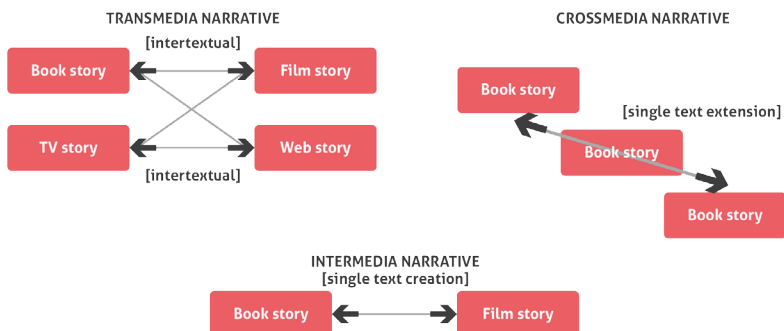 TRANSMEDIA NARRATIVE
[intertextual]
Book story
Film story
TV story
Web story
[intertextual]
CROSSMEDIA NARRATIVE
Book story
[single text extension]
Book story
Book story
INTERMEDIA NARRATIVE
[single text creation]
Book story
Film story